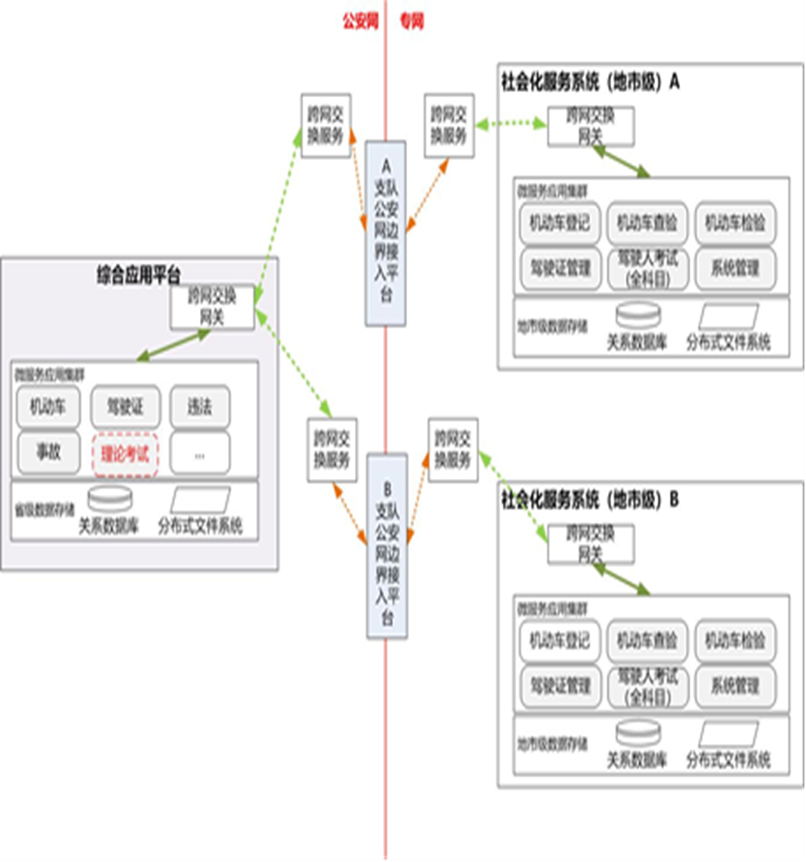 公安网
专网
跨网交
换服务
A
支队
公安
网边
界接
入平
台
跨网交
换服务
社会化服务系统（地市级）A
跨网交换
网关
微服务应用集群
机动车登记
机动车查验
机动车检验
驾驶证管理
驾驶人考试
（全科目）
系统管理
地市级数据存储
关系数据库
分布式文件系统
综合应用平台
跨网交换
网关
微服务应用集群
机动车
驾驶证
违法
事故
理论考试
...
省级数据存储
关系数据库
分布式文件系统
跨网交
换服务
B
支队
公安
网边
界接
入平
台
跨网交
换服务
社会化服务系统（地市级）B
跨网交换
网关
微服务应用集群
机动车登记
机动车查验
机动车检验
驾驶证管理
驾驶人考试
（全科目）
系统管理
地市级数据存储
关系数据库
分布式文件系统